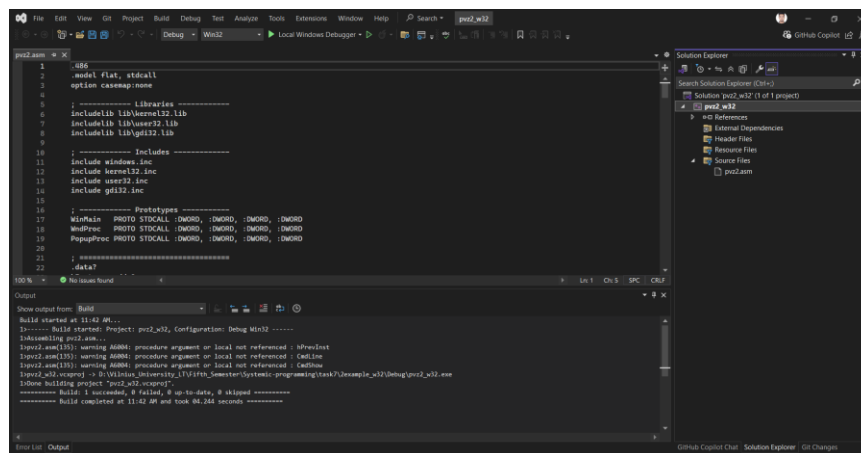 File Edit View Git Project Build Debug Test Analyze Tools Extensions Window Help Search pvz2_w32
Debug Win32 Local Windows Debugger GitHub Copilot
pvz2.asm
1 .486
2 .model flat, stdcall
3 option casemap:none
4
5 ; ------------ Libraries ------------
6 includelib lib\kernel32.lib
7 includelib lib\user32.lib
8 includelib lib\gdi32.lib
9
10 ; ------------ Includes -------------
11 include windows.inc
12 include kernel32.inc
13 include user32.inc
14 include gdi32.inc
15
16 ; ------------ Prototypes -----------
17 WinMain PROTO STDCALL :DWORD, :DWORD, :DWORD, :DWORD
18 WndProc PROTO STDCALL :DWORD, :DWORD, :DWORD, :DWORD
19 PopupProc PROTO STDCALL :DWORD, :DWORD, :DWORD, :DWORD
20
21 ; ===================================
22 .data?
100 % No issues found Ln: 1 Ch: 5 SPC CRLF
Output
Show output from: Build
Build started at 11:42 AM...
1>------ Build started: Project: pvz2_w32, Configuration: Debug Win32 ------
1>Assembling pvz2.asm...
1>pvz2.asm(135): warning A6004: procedure argument or local not referenced : hPrevInst
1>pvz2.asm(135): warning A6004: procedure argument or local not referenced : CmdLine
1>pvz2.asm(135): warning A6004: procedure argument or local not referenced : CmdShow
1>pvz2_w32.vcxproj -> D:\Vilnius_University_LT\Fifth_Semester\Systemic-programming\task7\2example_w32\Debug\pvz2_w32.exe
1>Done building project "pvz2_w32.vcxproj".
========== Build: 1 succeeded, 0 failed, 0 up-to-date, 0 skipped ==========
========== Build completed at 11:42 AM and took 04.244 seconds ==========
Error List Output
Solution Explorer
Search Solution Explorer (Ctrl+;)
Solution 'pvz2_w32' (1 of 1 project)
pvz2_w32
References
External Dependencies
Header Files
Resource Files
Source Files
pvz2.asm
GitHub Copilot Chat Solution Explorer Git Changes